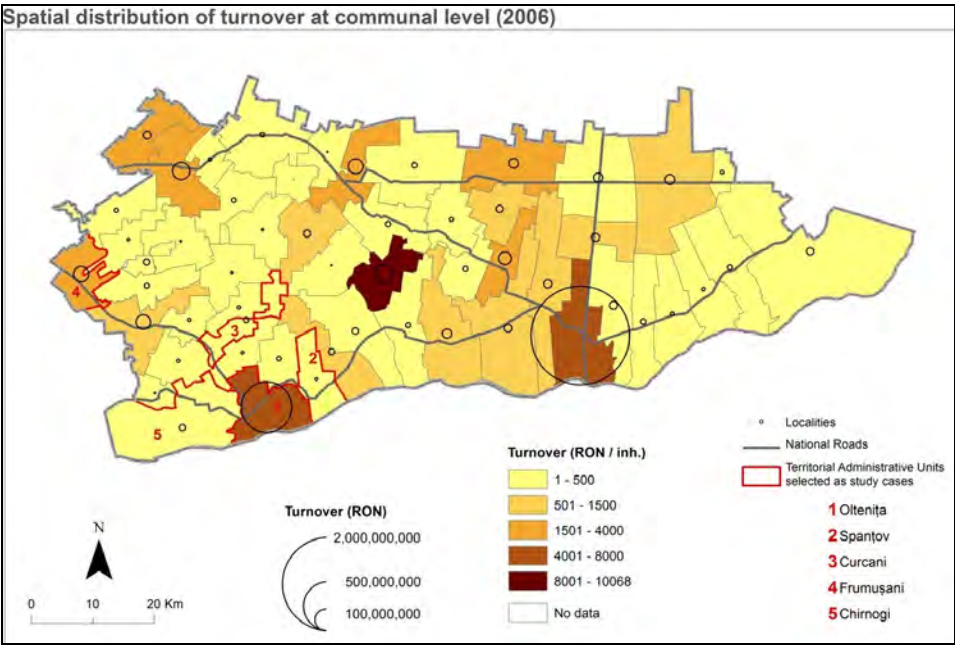 Spatial distribution of turnover at communal level (2006)
4
3
2
5
Localities
National Roads
Territorial Administrative Units
selected as study cases
Turnover (RON / inh.)
1 - 500
501 - 1500
1501 - 4000
4001 - 8000
8001 - 10068
No data
Turnover (RON)
2,000,000,000
500,000,000
100,000,000
1 Oltenița
2 Spanțov
3 Curcani
4 Frumușani
5 Chirnogi
N
0 10 20 Km